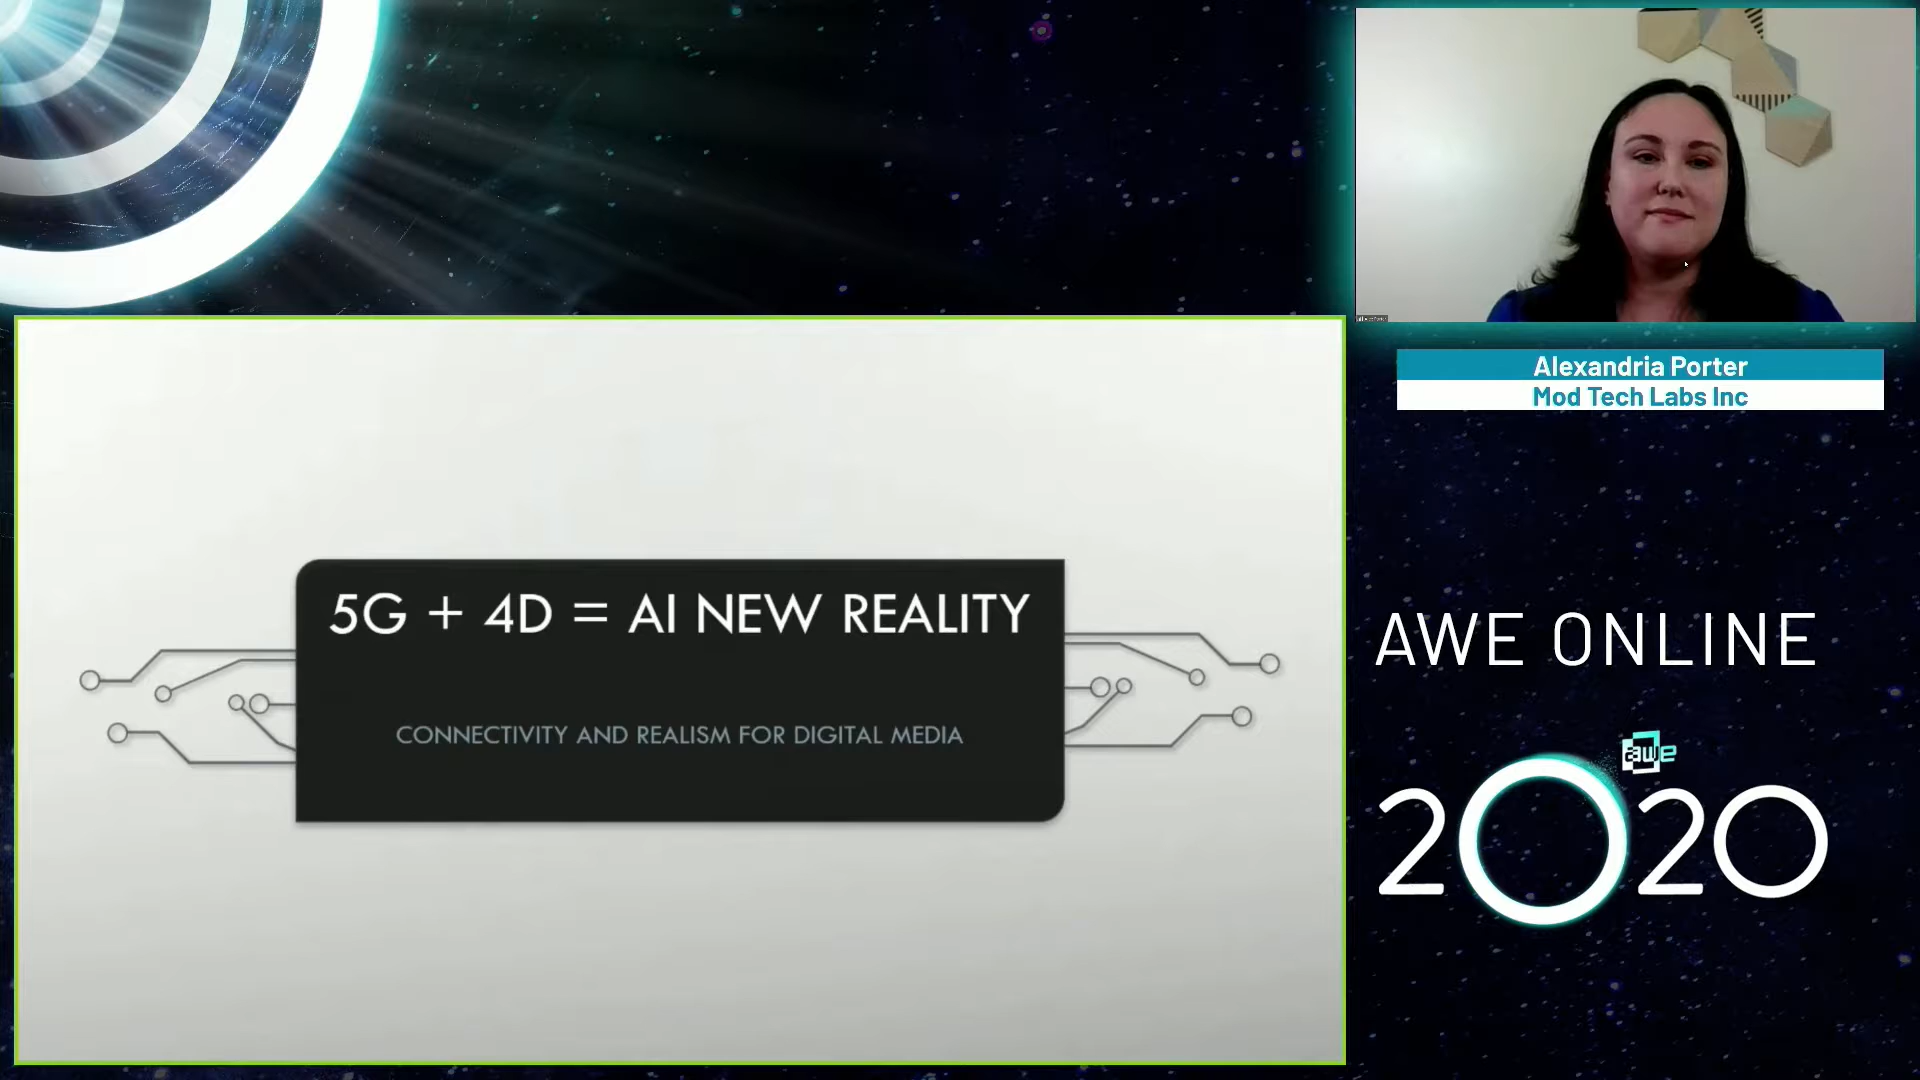 Alexandria Porter
Mod Tech Labs Inc
5G + 4D = AI NEW REALITY
CONNECTIVITY AND REALISM FOR DIGITAL MEDIA
AWE ONLINE
awe
2020